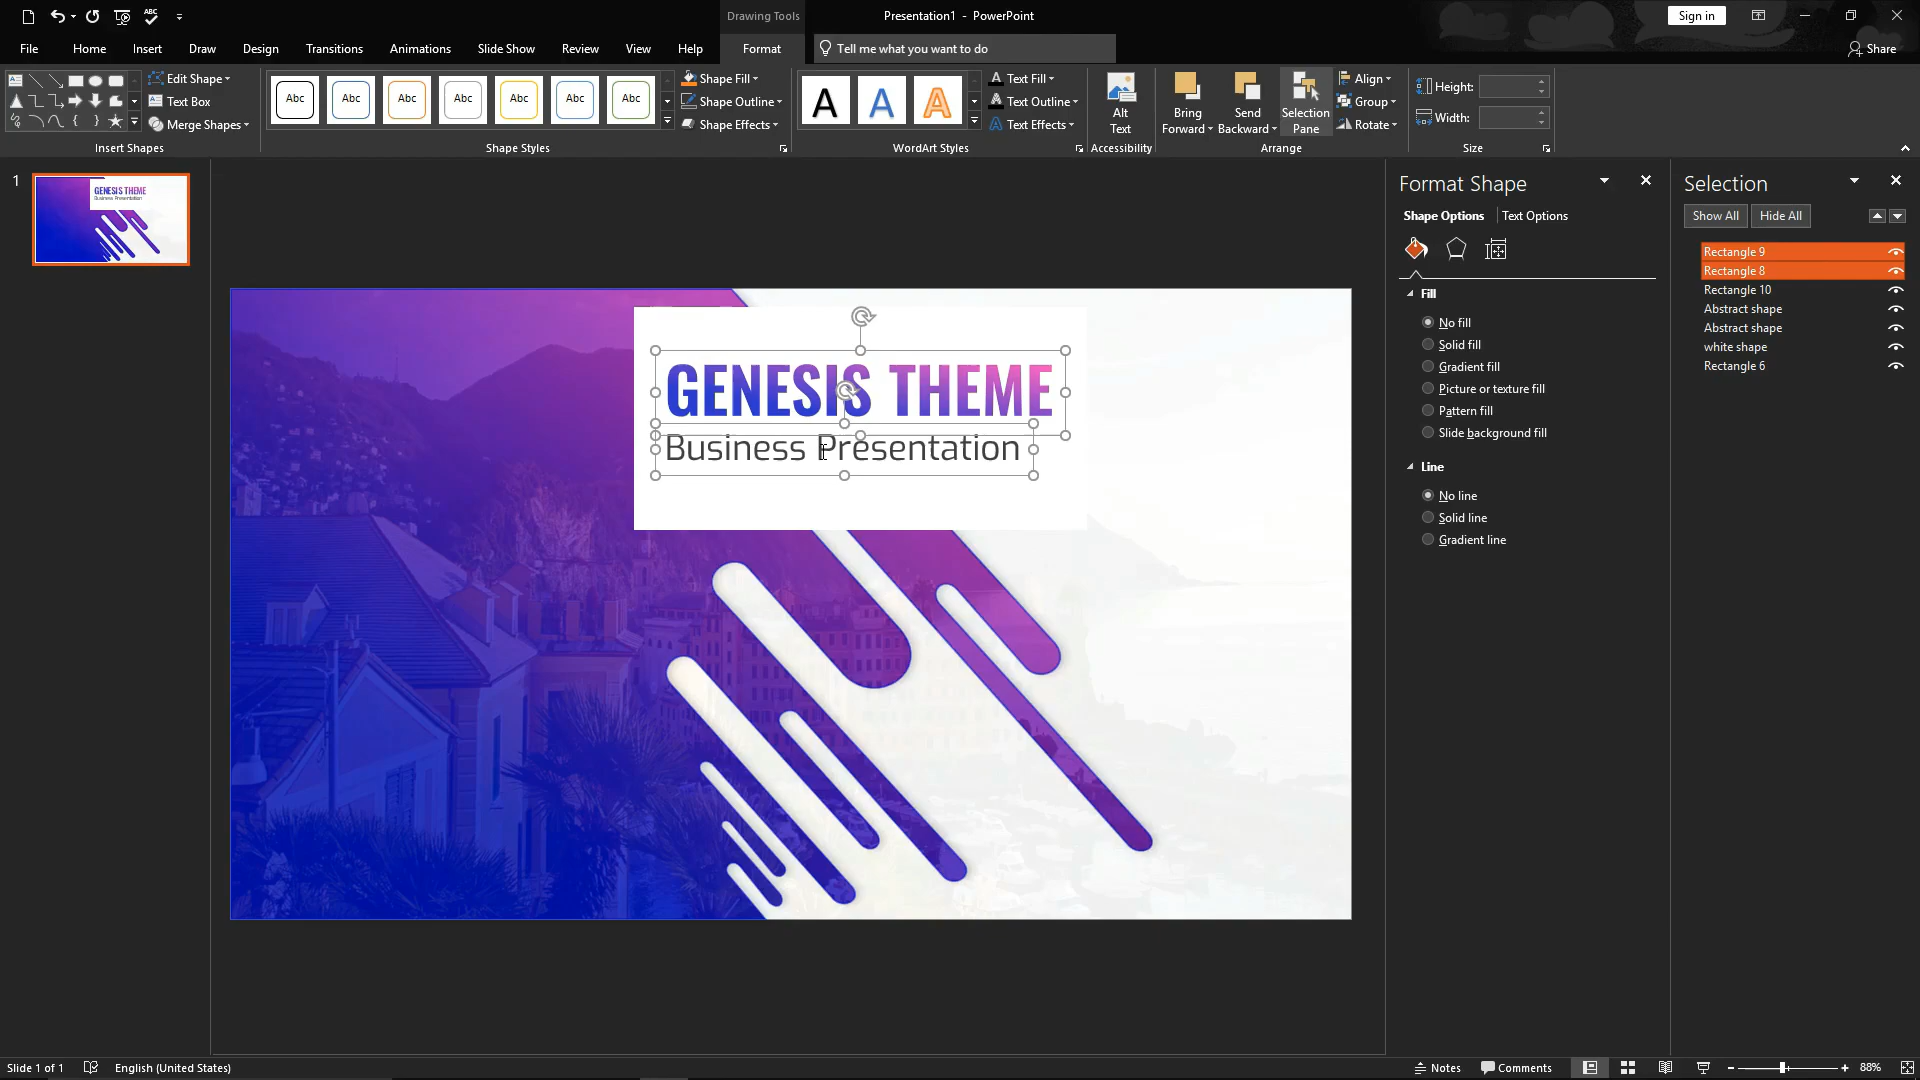 Drawing Tools
Presentation1 - PowerPoint
Sign in
File Home Insert Draw Design Transitions Animations Slide Show Review View Help Format Tell me what you want to do Share
Edit Shape
Text Box
Merge Shapes
Insert Shapes
Abc Abc Abc Abc Abc Abc Abc
Shape Fill
Shape Outline
Shape Effects
Shape Styles
A A A
Text Fill
Text Outline
Text Effects
WordArt Styles
Alt
Text
Accessibility
Bring
Forward
Send
Backward
Selection
Pane
Align
Group
Rotate
Arrange
Height:
Width:
Size
1
GENESIS THEME
Business Presentation
GENESIS THEME
Business Presentation
Format Shape
Shape Options Text Options
Fill
No fill
Solid fill
Gradient fill
Picture or texture fill
Pattern fill
Slide background fill
Line
No line
Solid line
Gradient line
Selection
Show All Hide All
Rectangle 9
Rectangle 8
Rectangle 10
Abstract shape
Abstract shape
white shape
Rectangle 6
Slide 1 of 1 English (United States) Notes Comments 88%